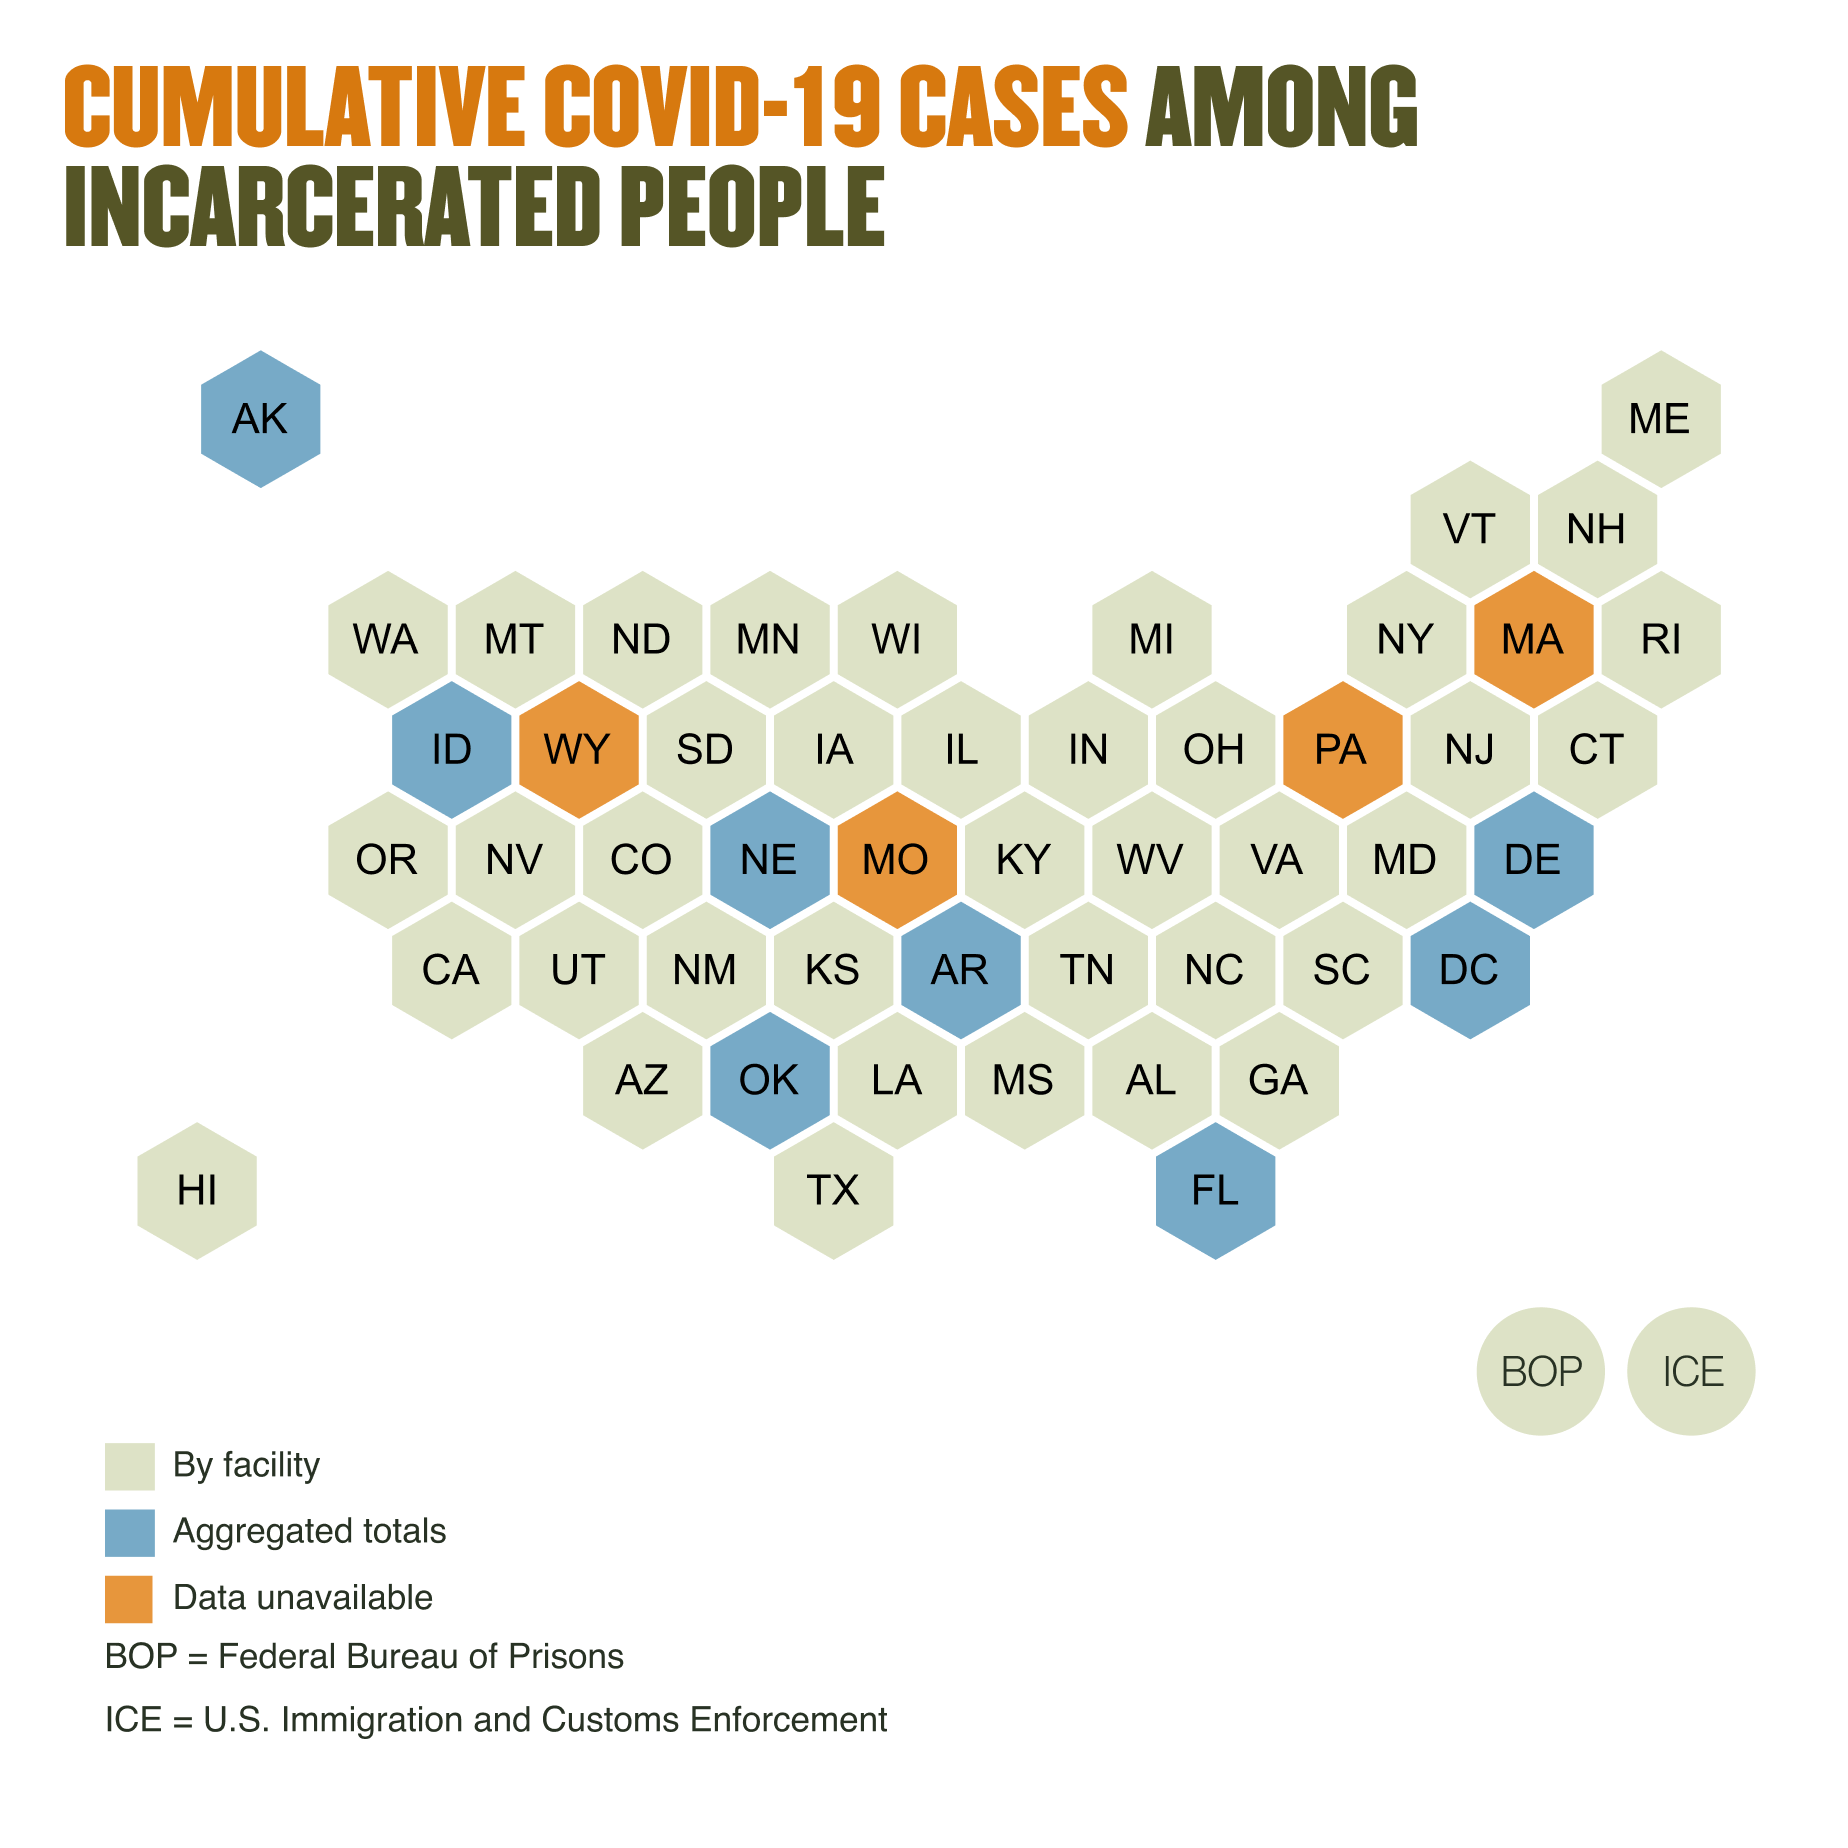 CUMULATIVE COVID-19 CASES AMONG
INCARCERATED PEOPLE
AK ME
VT NH
WA MT ND MN WI MI NY MA RI
ID WY SD IA IL IN OH PA NJ CT
OR NV CO NE MO KY WV VA MD DE
CA UT NM KS AR TN NC SC DC
AZ OK LA MS AL GA
HI TX FL
BOP ICE
By facility
Aggregated totals
Data unavailable
BOP = Federal Bureau of Prisons
ICE = U.S. Immigration and Customs Enforcement